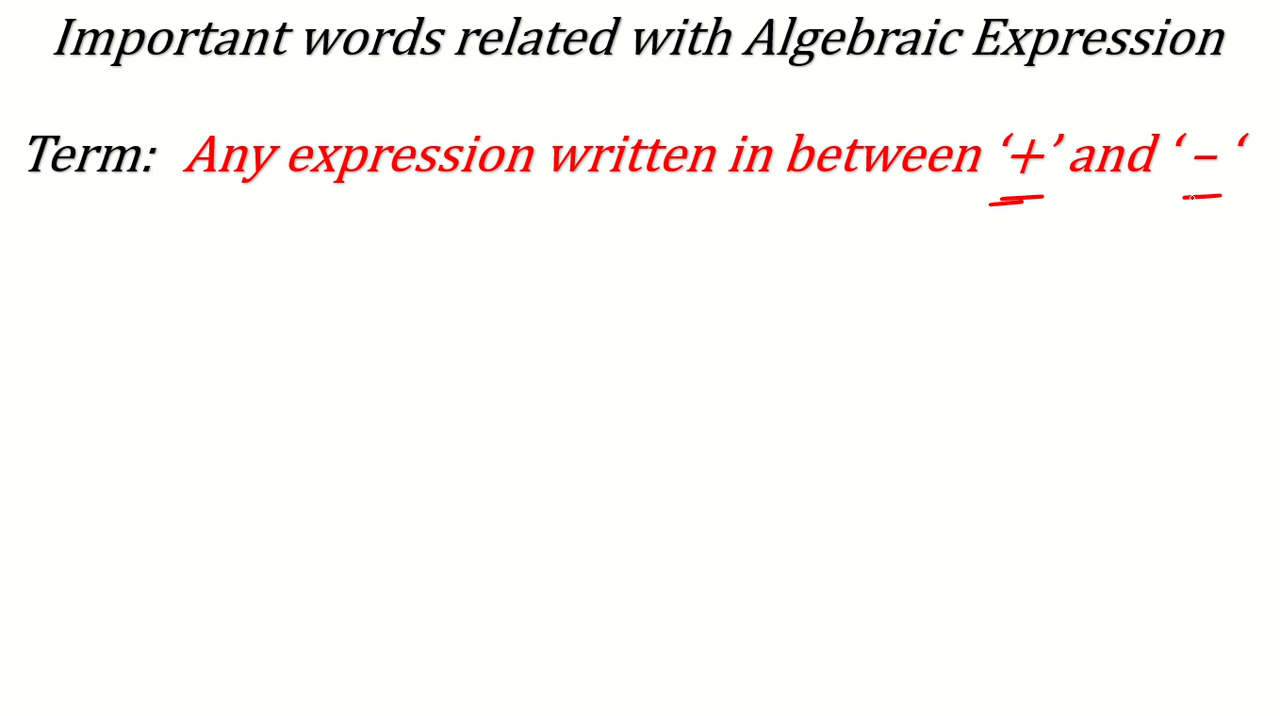 Important words related with Algebraic Expression
Term: Any expression written in between ‘+’ and ‘ – ‘